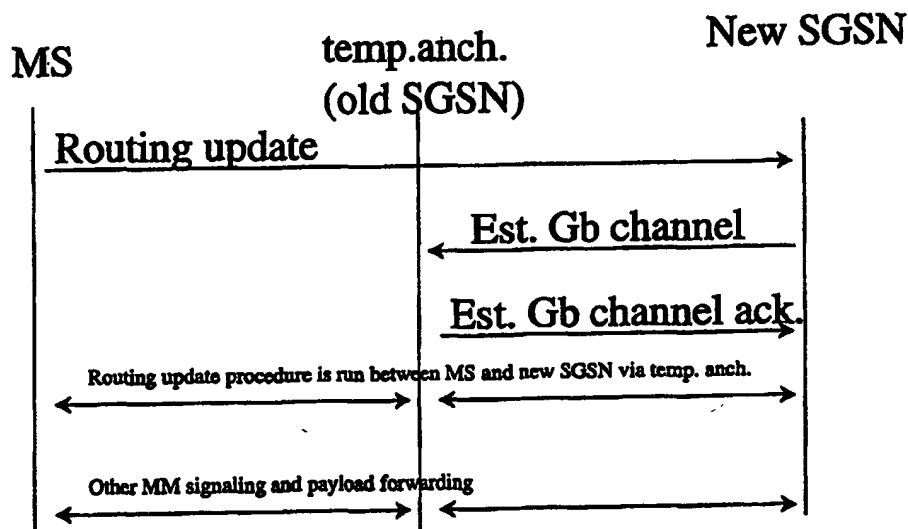 MS
temp.anch.
(old SGSN)
New SGSN
Routing update
Est. Gb channel
Est. Gb channel ack.
Routing update procedure is run between MS and new SGSN via temp. anch.
Other MM signaling and payload forwarding